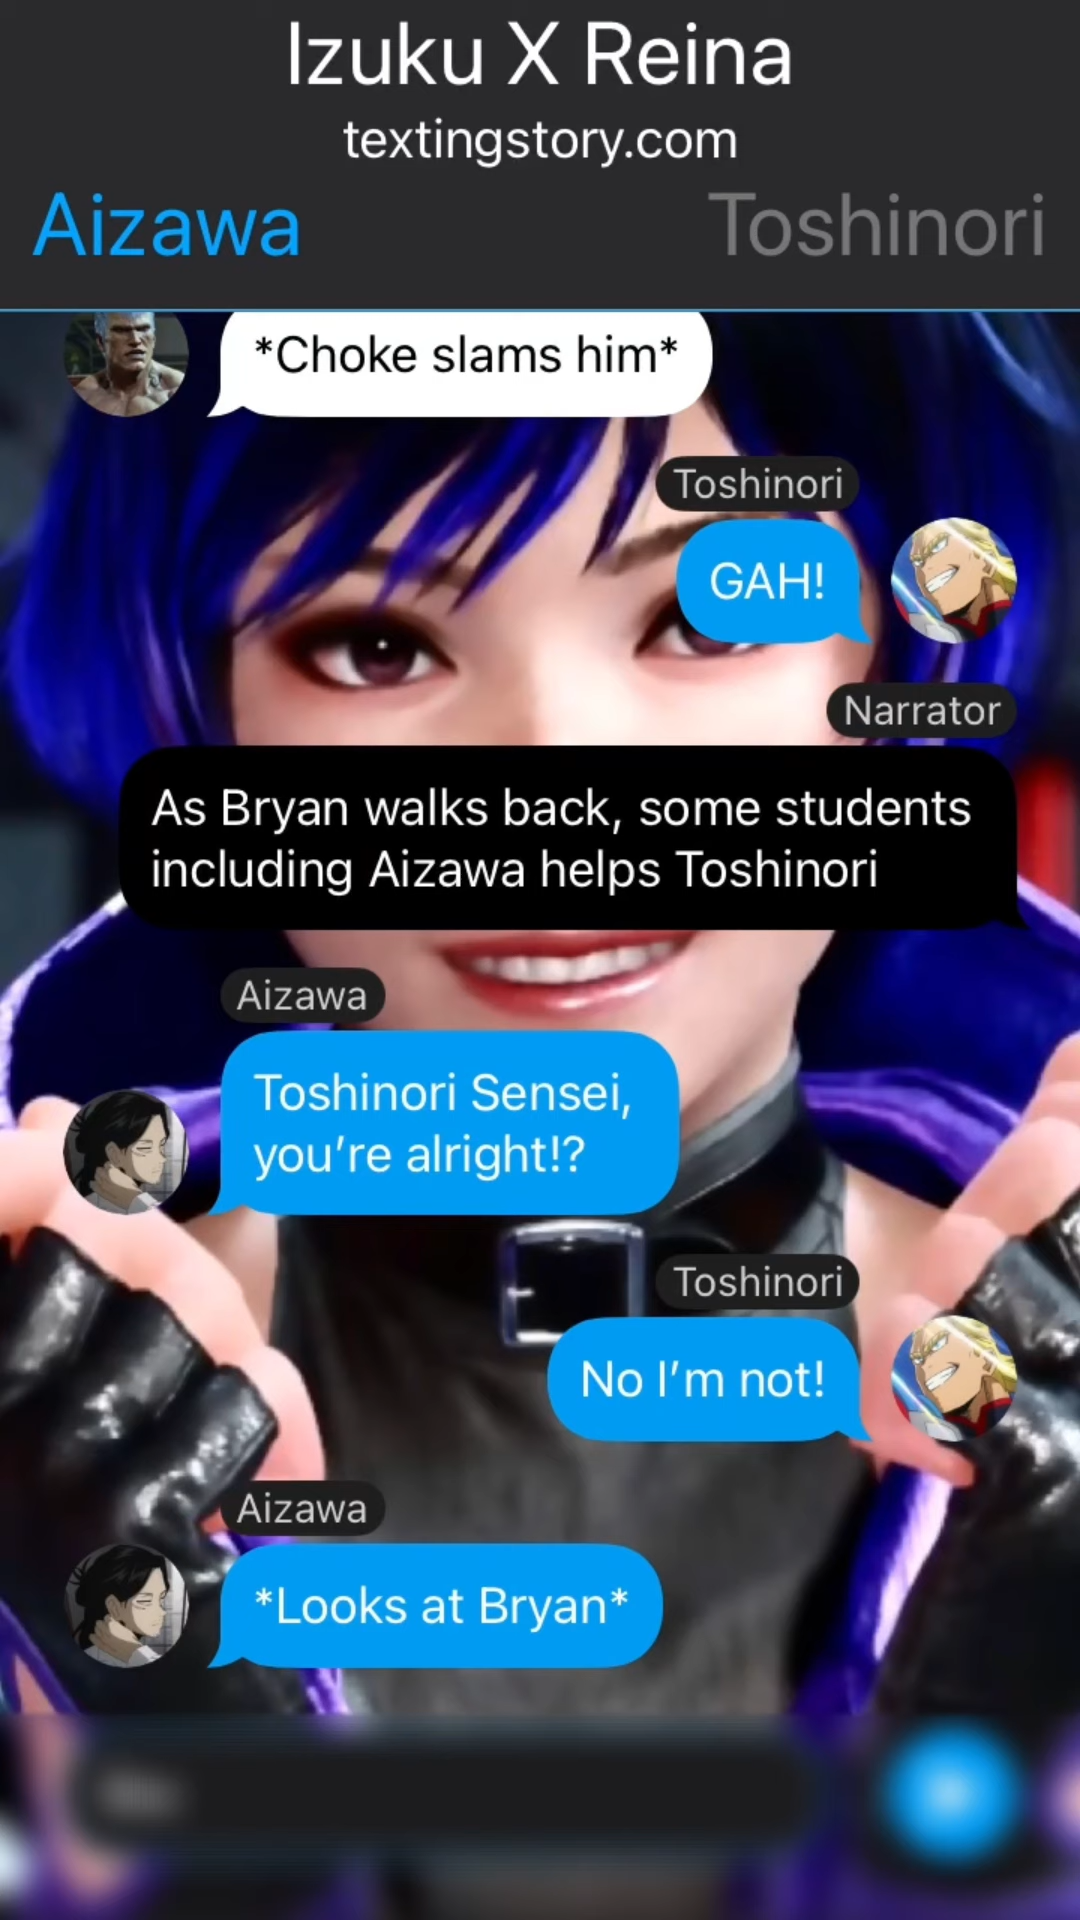 Izuku X Reina
textingstory.com
Aizawa
Toshinori
*Choke slams him*
Toshinori
GAH!
Narrator
As Bryan walks back, some students
including Aizawa helps Toshinori
Aizawa
Toshinori Sensei,
you’re alright!?
Toshinori
No I’m not!
Aizawa
*Looks at Bryan*